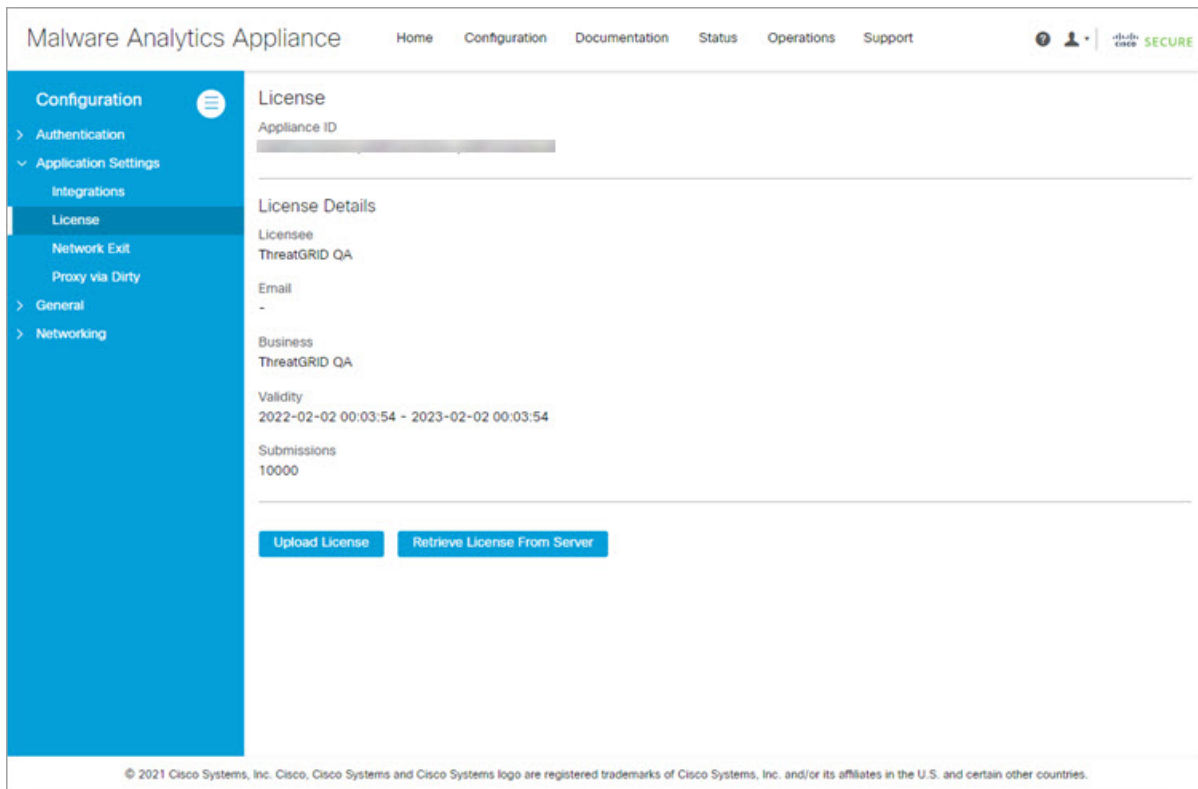 Malware Analytics Appliance
Home Configuration Documentation Status Operations Support
cisco SECURE
Configuration
Authentication
Application Settings
Integrations
License
Network Exit
Proxy via Dirty
General
Networking
License
Appliance ID
License Details
Licensee
ThreatGRID QA
Email
-
Business
ThreatGRID QA
Validity
2022-02-02 00:03:54 - 2023-02-02 00:03:54
Submissions
10000
Upload License Retrieve License From Server
© 2021 Cisco Systems, Inc. Cisco, Cisco Systems and Cisco Systems logo are registered trademarks of Cisco Systems, Inc. and/or its affiliates in the U.S. and certain other countries.